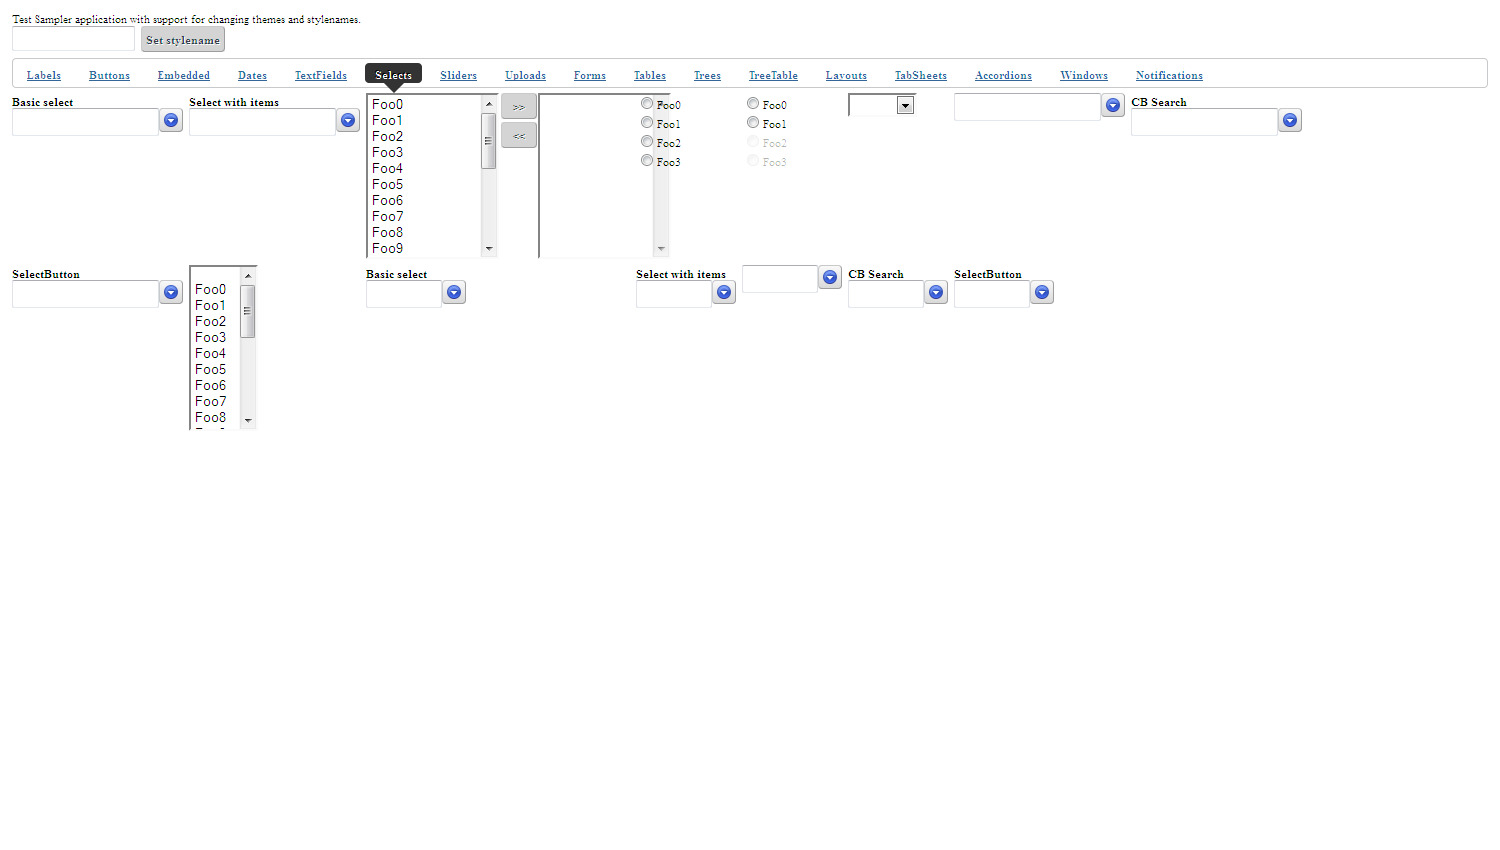 Test Sampler application with support for changing themes and stylenames.
Set stylename
Labels Buttons Embedded Dates TextFields Selects Sliders Uploads Forms Tables Trees TreeTable Layouts TabSheets Accordions Windows Notifications
Basic select
Select with items
Foo0
Foo1
Foo2
Foo3
Foo4
Foo5
Foo6
Foo7
Foo8
Foo9
>>
<<
Foo0
Foo1
Foo2
Foo3
Foo0
Foo1
Foo2
Foo3
CB Search
SelectButton
Foo0
Foo1
Foo2
Foo3
Foo4
Foo5
Foo6
Foo7
Foo8
Basic select
Select with items
CB Search
SelectButton